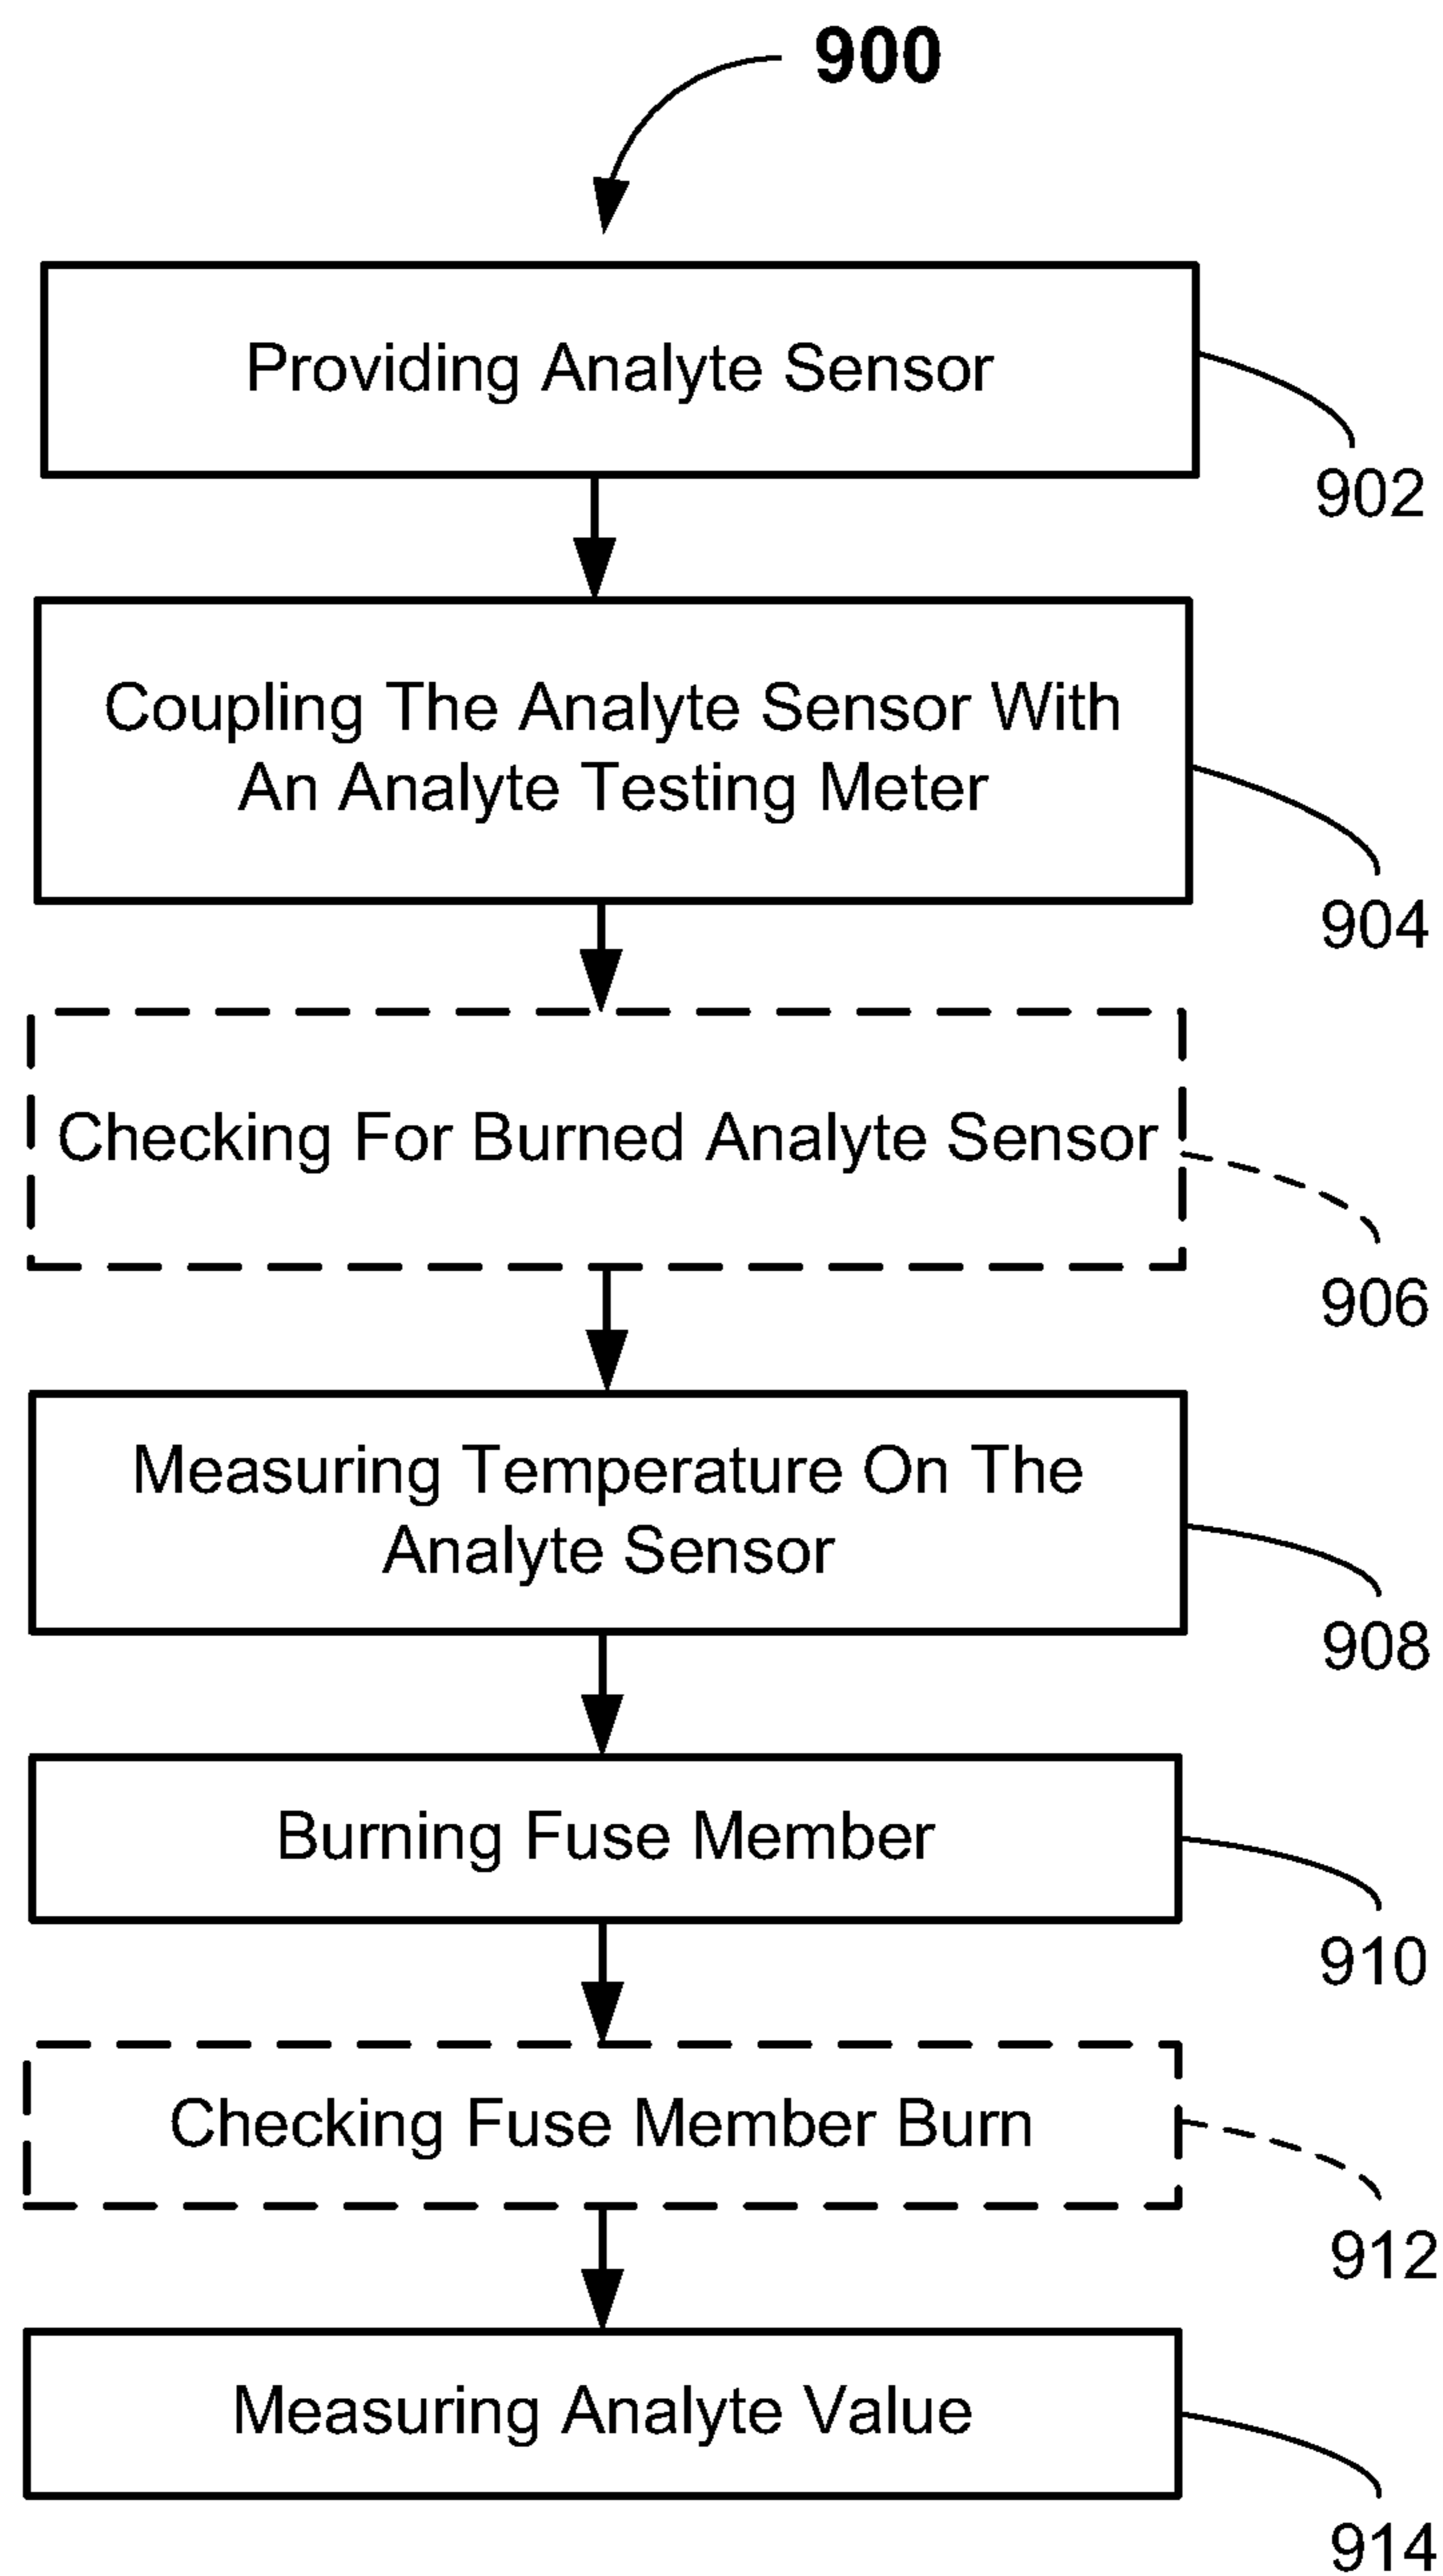 900
Providing Analyte Sensor
902
Coupling The Analyte Sensor With
An Analyte Testing Meter
904
Checking For Burned Analyte Sensor
906
Measuring Temperature On The
Analyte Sensor
908
Burning Fuse Member
910
Checking Fuse Member Burn
912
Measuring Analyte Value
914